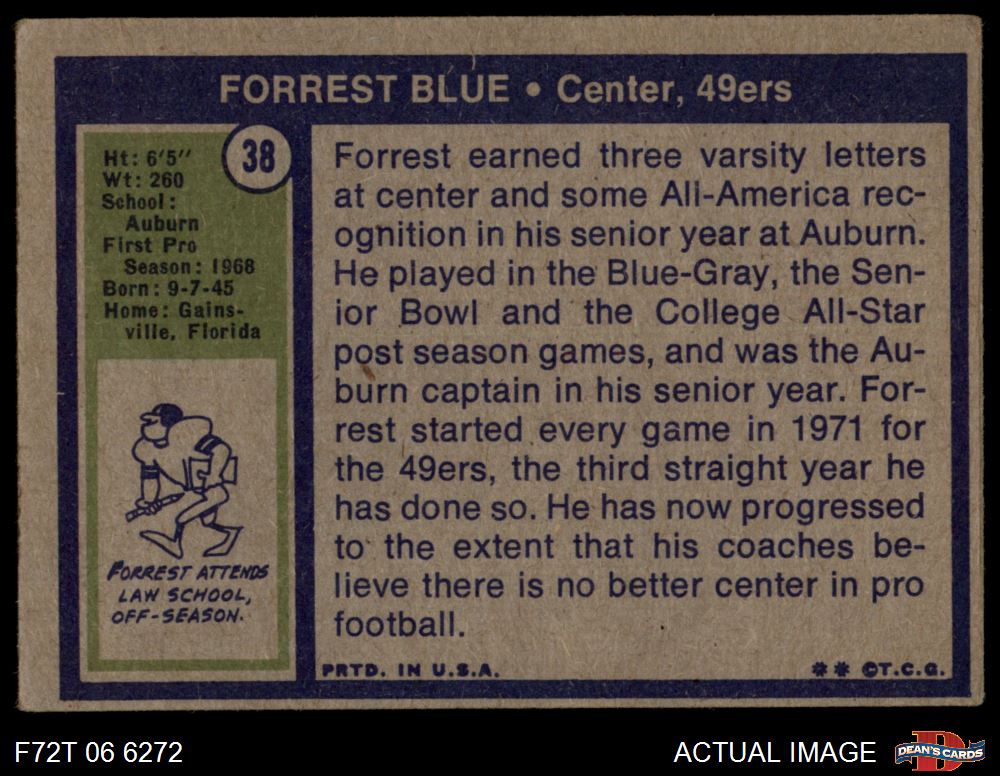 FORREST BLUE • Center, 49ers
38
Ht: 6'5''
Wt: 260
School:
Auburn
First Pro
Season: 1968
Born: 9-7-45
Home: Gains-
ville, Florida
FORREST ATTENDS
LAW SCHOOL,
OFF-SEASON.
Forrest earned three varsity letters
at center and some All-America rec-
ognition in his senior year at Auburn.
He played in the Blue-Gray, the Sen-
ior Bowl and the College All-Star
post season games, and was the Au-
burn captain in his senior year. For-
rest started every game in 1971 for
the 49ers, the third straight year he
has done so. He has now progressed
to the extent that his coaches be-
lieve there is no better center in pro
football.
PRTD. IN U.S.A.
** ©T.C.G.
F72T 06 6272
ACTUAL IMAGE
D
DEAN'S CARDS